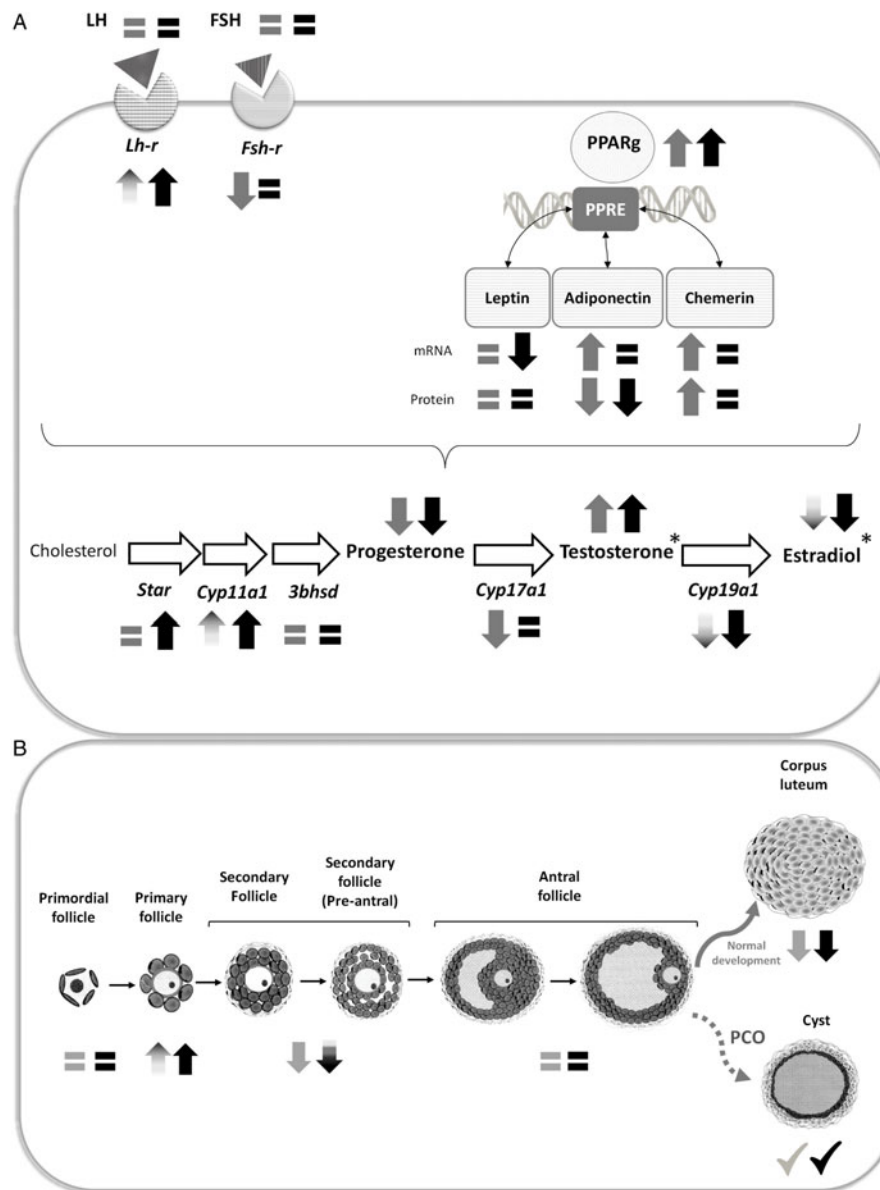 A
LH
FSH
Lh-r
Fsh-r
PPARg
PPRE
Leptin
Adiponectin
Chemerin
mRNA
Protein
Cholesterol
Progesterone
Testosterone*
Estradiol*
Star
Cyp11a1
3bhsd
Cyp17a1
Cyp19a1
B
Corpus
luteum
Primordial
follicle
Primary
follicle
Secondary
Follicle
Secondary
follicle
(Pre-antral)
Antral
follicle
Normal
development
PCO
Cyst